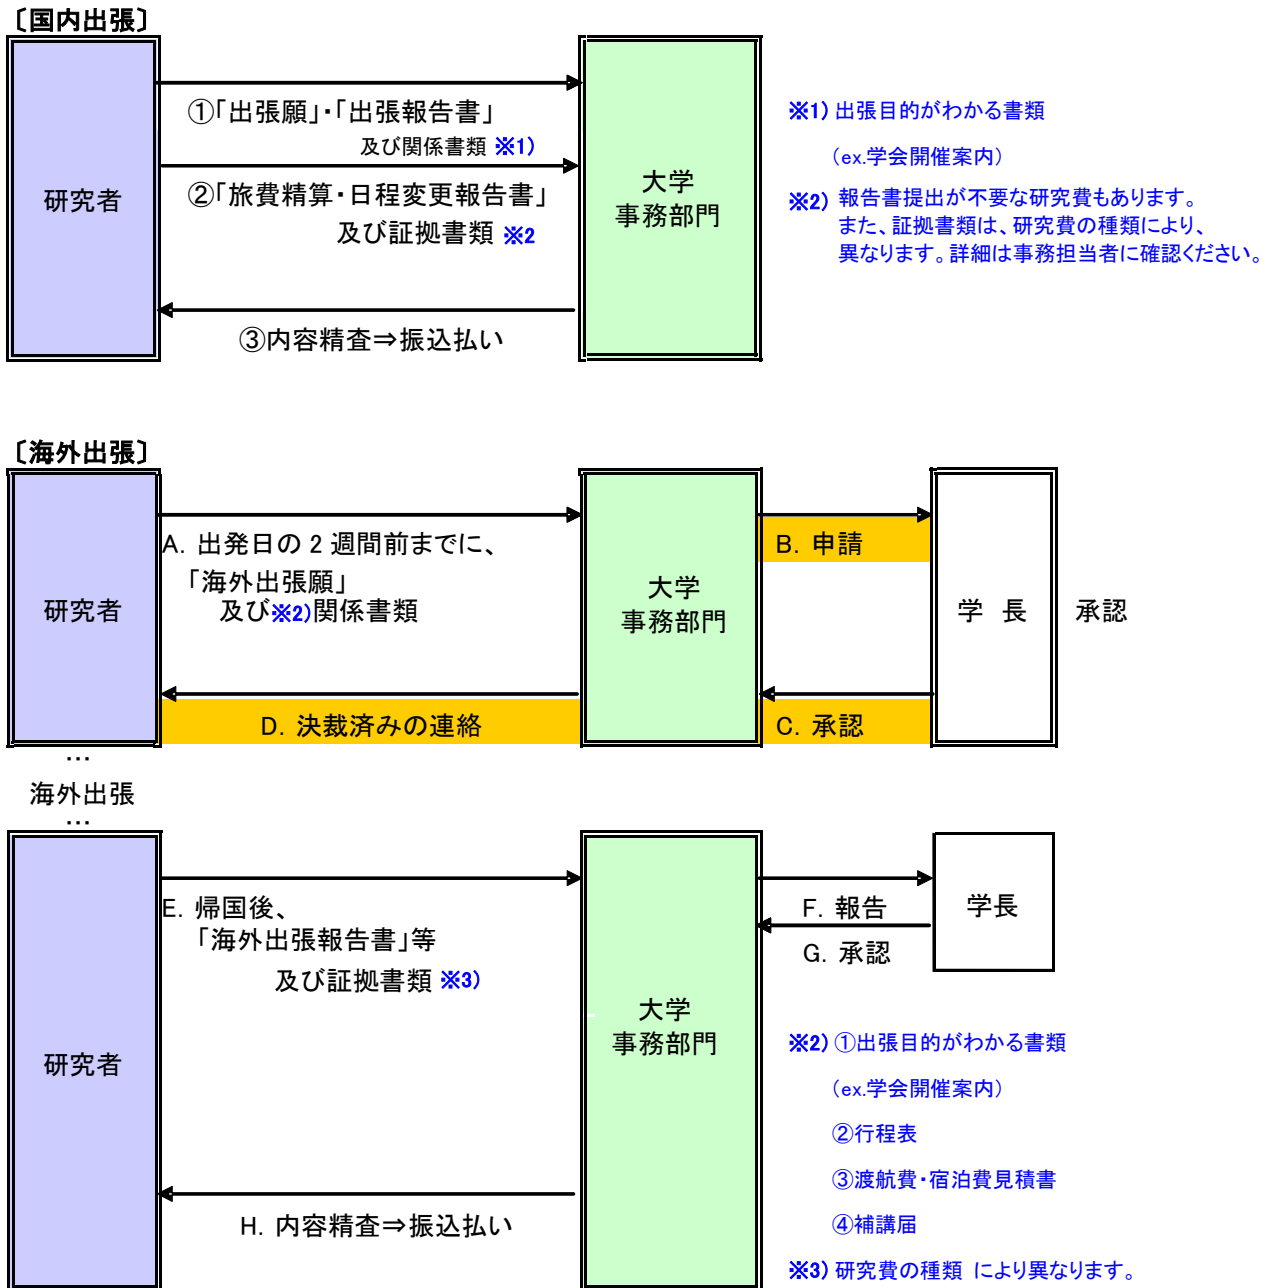 〔国内出張〕
研究者
①「出張願」・「出張報告書」
及び関係書類 ※1)
②「旅費精算・日程変更報告書」
及び証拠書類 ※2
③内容精査⇒振込払い
大学
事務部門
※1) 出張目的がわかる書類
（ex.学会開催案内）
※2) 報告書提出が不要な研究費もあります。
また、証拠書類は、研究費の種類により、
異なります。詳細は事務担当者に確認ください。
〔海外出張〕
研究者
A. 出発日の 2 週間前までに、
「海外出張願」
及び※2)関係書類
D. 決裁済みの連絡
大学
事務部門
B. 申請
C. 承認
学 長
承認
…
海外出張
…
研究者
E. 帰国後、
「海外出張報告書」等
及び証拠書類 ※3)
H. 内容精査⇒振込払い
大学
事務部門
F. 報告
G. 承認
学長
※2) ①出張目的がわかる書類
（ex.学会開催案内）
②行程表
③渡航費・宿泊費見積書
④補講届
※3) 研究費の種類 により異なります。